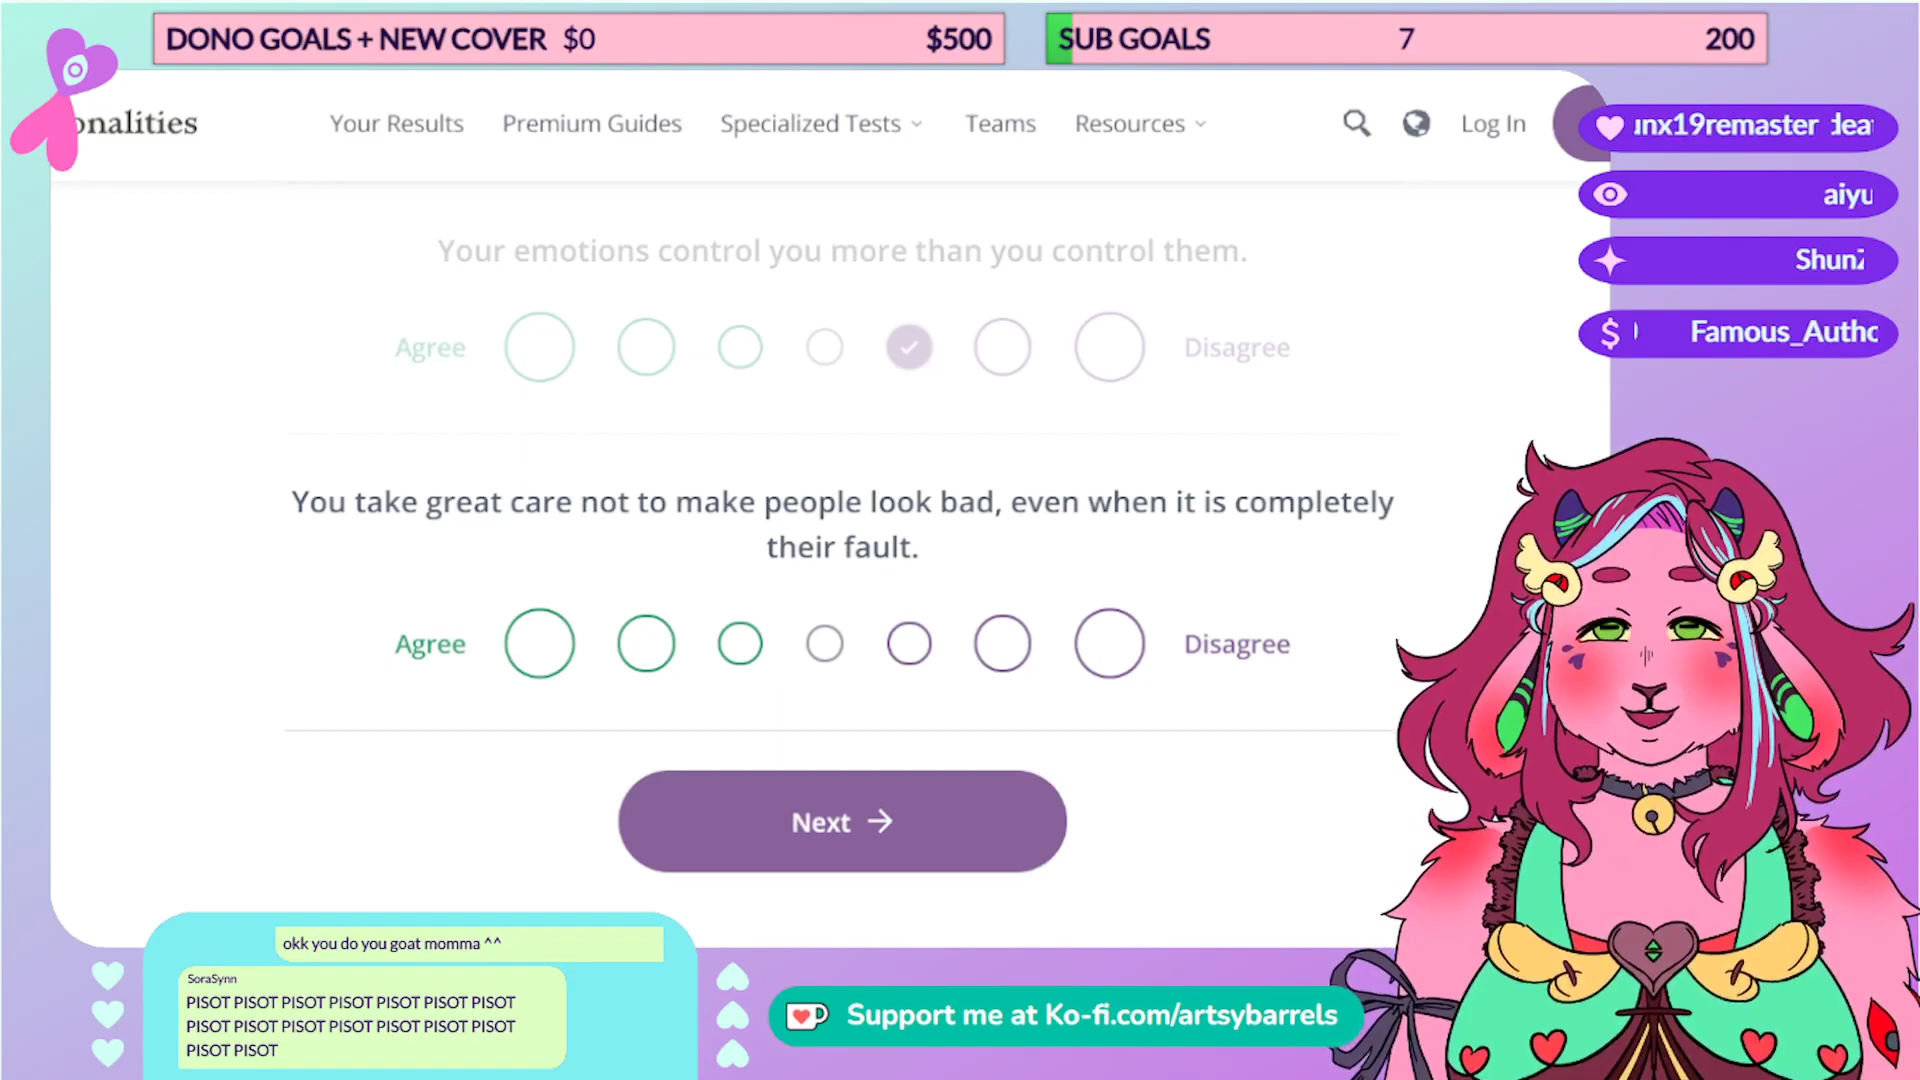 DONO GOALS + NEW COVER $0 $500
SUB GOALS 7 200
onalities Your Results Premium Guides Specialized Tests Teams Resources Log In
aiyu
Your emotions control you more than you control them.
Agree Disagree
Famous_Autho
You take great care not to make people look bad, even when it is completely
their fault.
Agree Disagree
Next
okk you do you goat momma ^^
SoraSynn
PISOT PISOT PISOT PISOT PISOT PISOT PISOT
PISOT PISOT PISOT PISOT PISOT PISOT PISOT
PISOT PISOT
Support me at Ko-fi.com/artsybarrels